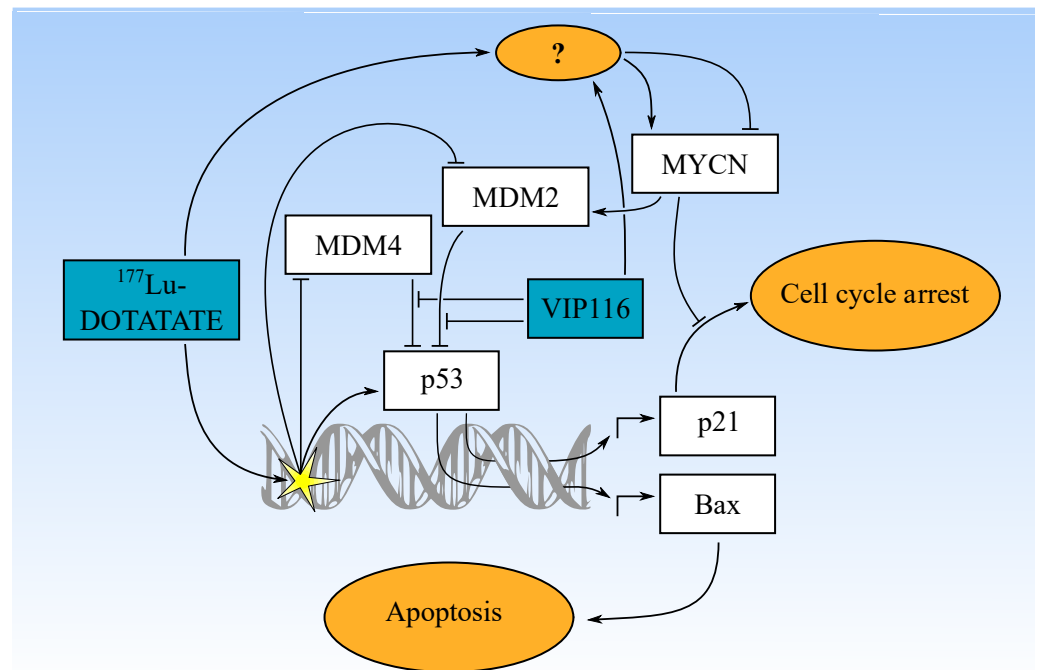 ?
MYCN
MDM2
MDM4
¹⁷⁷Lu-
DOTATATE
VIP116
Cell cycle arrest
p53
p21
Bax
Apoptosis